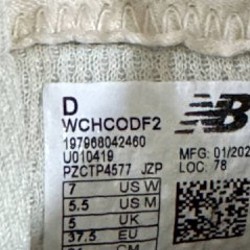 D
WCHCODF2
197968042460
U010419
PZCTP4577 JZP
NB
MFG: 01/202
LOC: 78
7 US W
5.5 US M
5 UK
37.5 EU